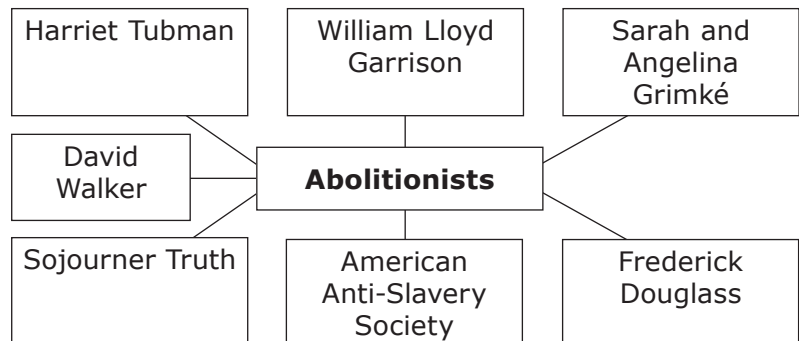 Harriet Tubman
William Lloyd
Garrison
Sarah and
Angelina
Grimké
David
Walker
Abolitionists
Sojourner Truth
American
Anti-Slavery
Society
Frederick
Douglass